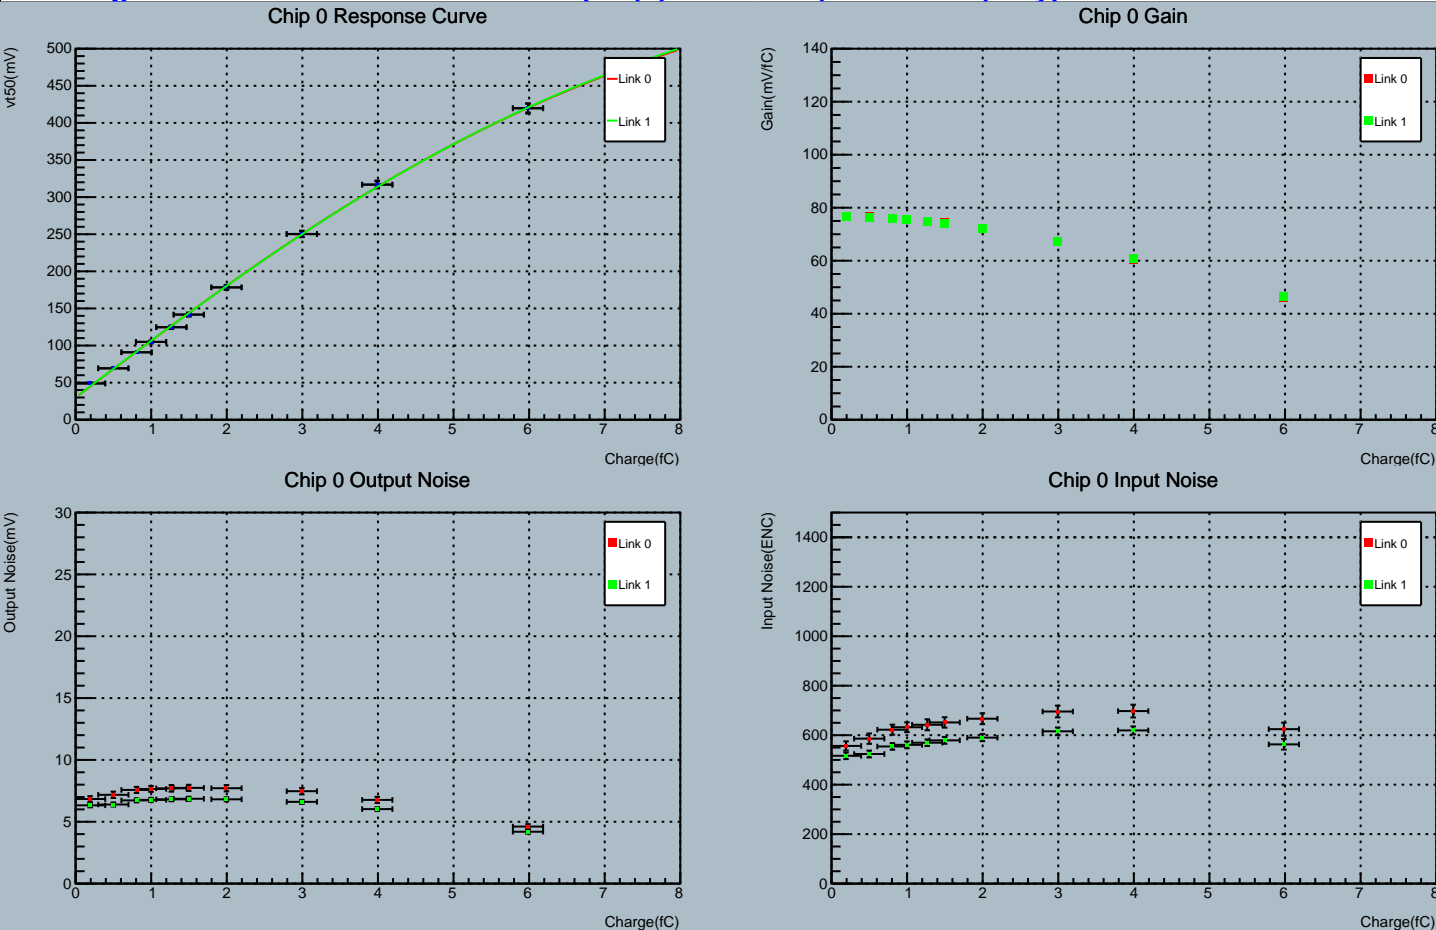 Chip 0 Response Curve
vt50(mV)
500
450
400
350
300
250
200
150
100
50
0
0 1 2 3 4 5 6 7 8
Charge(fC)
Link 0
Link 1
Chip 0 Gain
Gain(mV/fC)
140
120
100
80
60
40
20
0
0 1 2 3 4 5 6 7 8
Charge(fC)
Link 0
Link 1
Chip 0 Output Noise
Output Noise(mV)
30
25
20
15
10
5
0
0 1 2 3 4 5 6 7 8
Charge(fC)
Link 0
Link 1
Chip 0 Input Noise
Input Noise(ENC)
1400
1200
1000
800
600
400
200
0
0 1 2 3 4 5 6 7 8
Charge(fC)
Link 0
Link 1